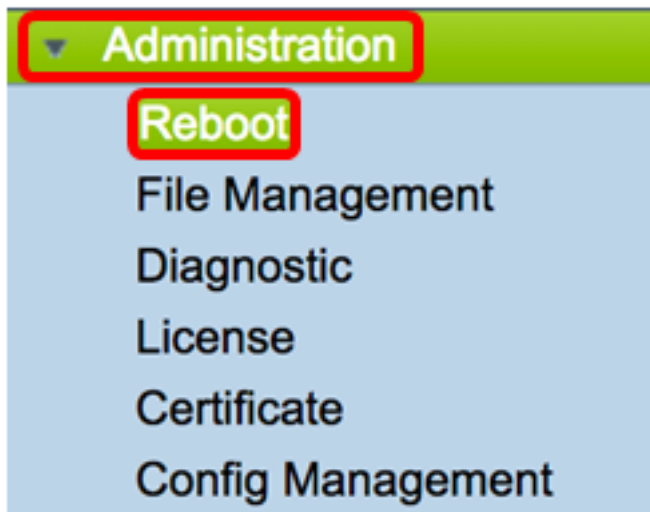 Administration
Reboot
File Management
Diagnostic
License
Certificate
Config Management